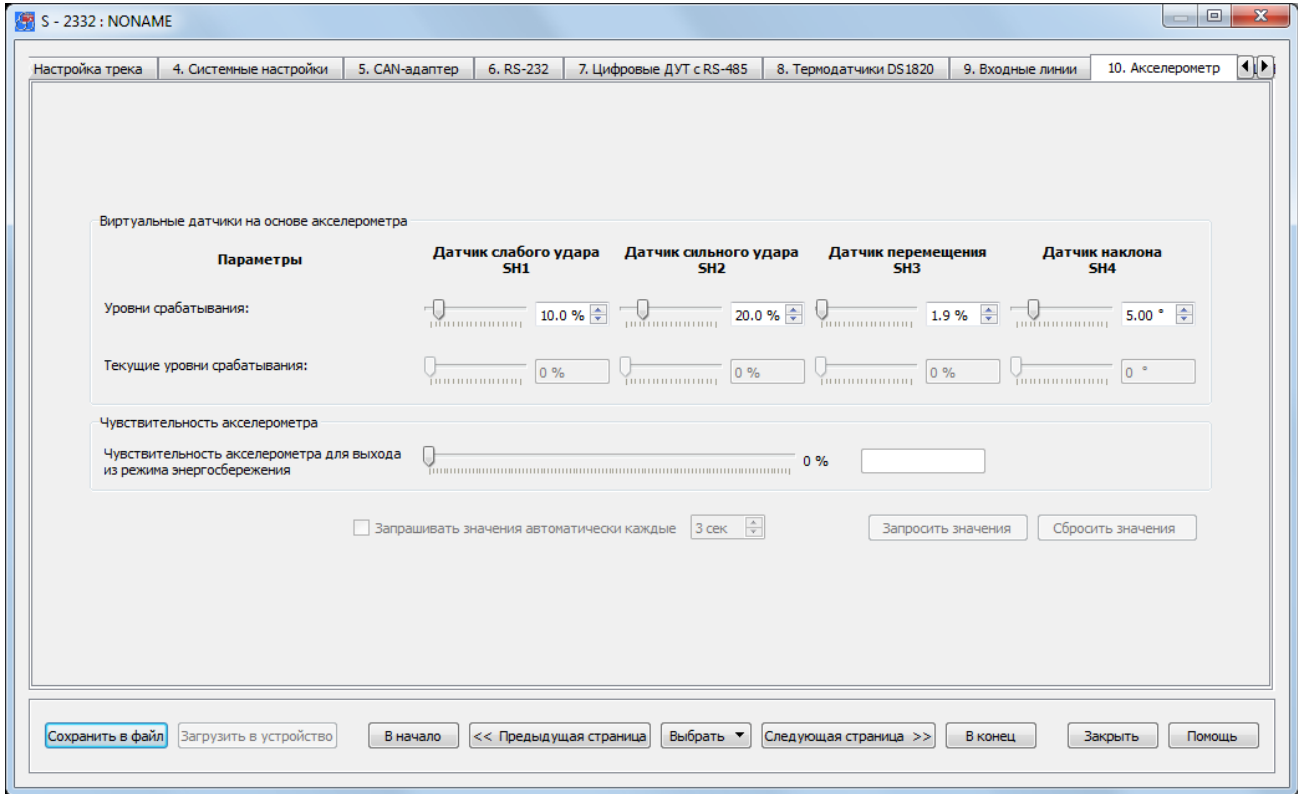 S - 2332 : NONAME
Настройка трека
4. Системные настройки
5. CAN-адаптер
6. RS-232
7. Цифровые ДУТ с RS-485
8. Термодатчики DS1820
9. Входные линии
10. Акселерометр
Виртуальные датчики на основе акселерометра
Параметры
Датчик слабого удара
SH1
Датчик сильного удара
SH2
Датчик перемещения
SH3
Датчик наклона
SH4
Уровни срабатывания:
10.0 %
20.0 %
1.9 %
5.00 °
Текущие уровни срабатывания:
0 %
0 %
0 %
0 °
Чувствительность акселерометра
Чувствительность акселерометра для выхода
из режима энергосбережения
0 %
Запрашивать значения автоматически каждые
3 сек
Запросить значения
Сбросить значения
Сохранить в файл
Загрузить в устройство
В начало
<< Предыдущая страница
Выбрать
Следующая страница >>
В конец
Закрыть
Помощь